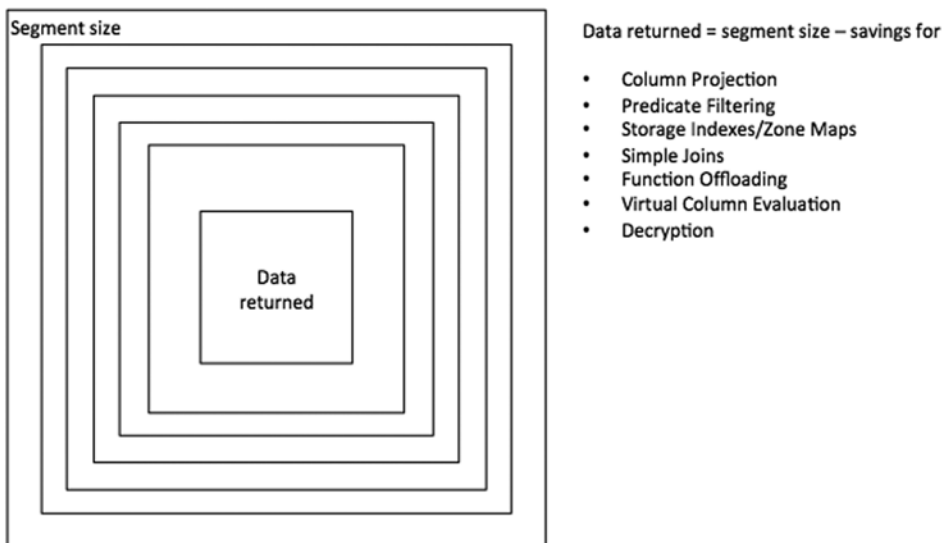 Segment size
Data returned = segment size – savings for
• Column Projection
• Predicate Filtering
• Storage Indexes/Zone Maps
• Simple Joins
• Function Offloading
• Virtual Column Evaluation
• Decryption
Data
returned